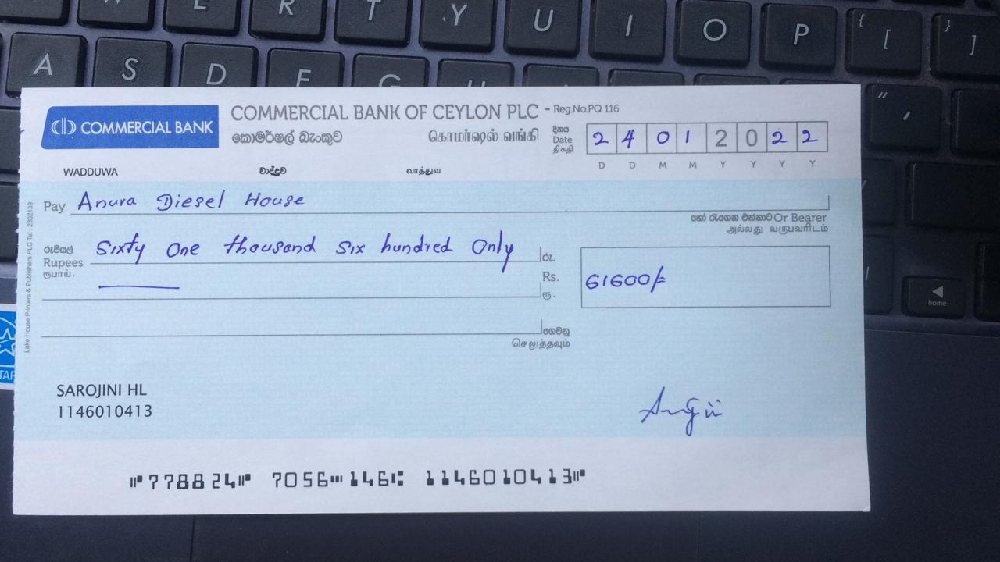 COMMERCIAL BANK
COMMERCIAL BANK OF CEYLON PLC - Reg.No.PQ 116
කොමර්ෂල් බැංකුව
கொமர்ஷல் வங்கி
දිනය
Date
திகதி
2 4 0 1 2 0 2 2
D D M M Y Y Y Y
WADDUWA
වාද්දුව
வாத்துவ
Pay Anura Diesel House
හෝ රැගෙන එන්නාට Or Bearer
அல்லது வருபவரிடம்
රුපියල්
Rupees
ரூபாய்
Sixty One thousand six hundred Only
රු.
Rs.
ரூ.
61600/=
ගෙවනු
செலுத்தவும்
SAROJINI HL
1146010413
⑈778824⑈ 7056⑉146⑆ 1146010413⑈
A S D F G
E R T Y U I O P { [ } ]
"
home